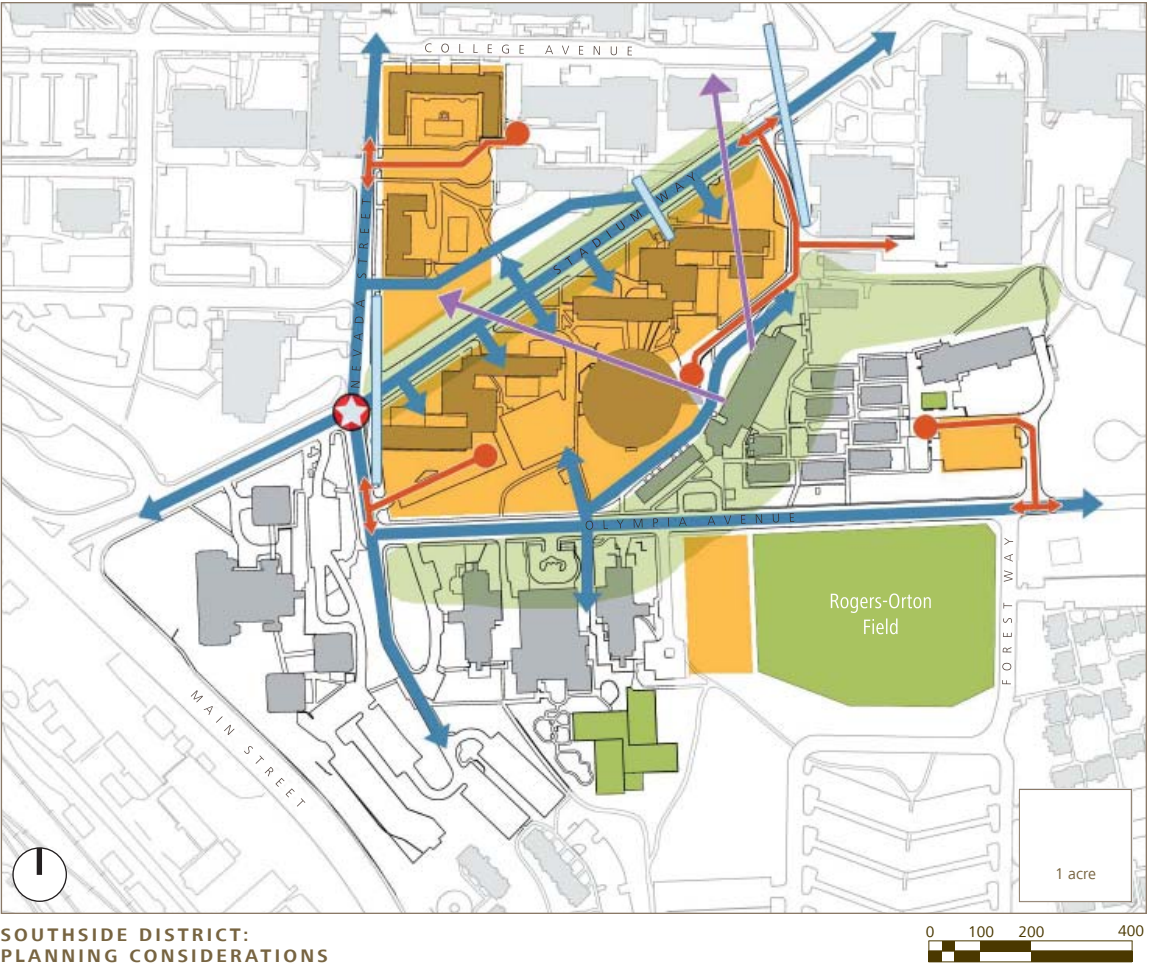 COLLEGE AVENUE
NEVADA STREET
STADIUM WAY
OLYMPIA AVENUE
Rogers-Orton
Field
FOREST WAY
MAIN STREET
1 acre
SOUTHSIDE DISTRICT:
PLANNING CONSIDERATIONS
0 100 200 400